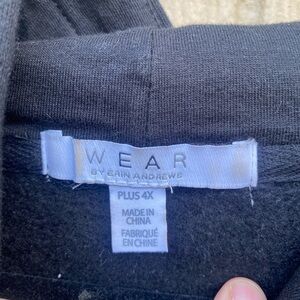 WEAR
BY ERIN ANDREWS
PLUS 4X
MADE IN
CHINA
FABRIQUÉ
EN CHINE